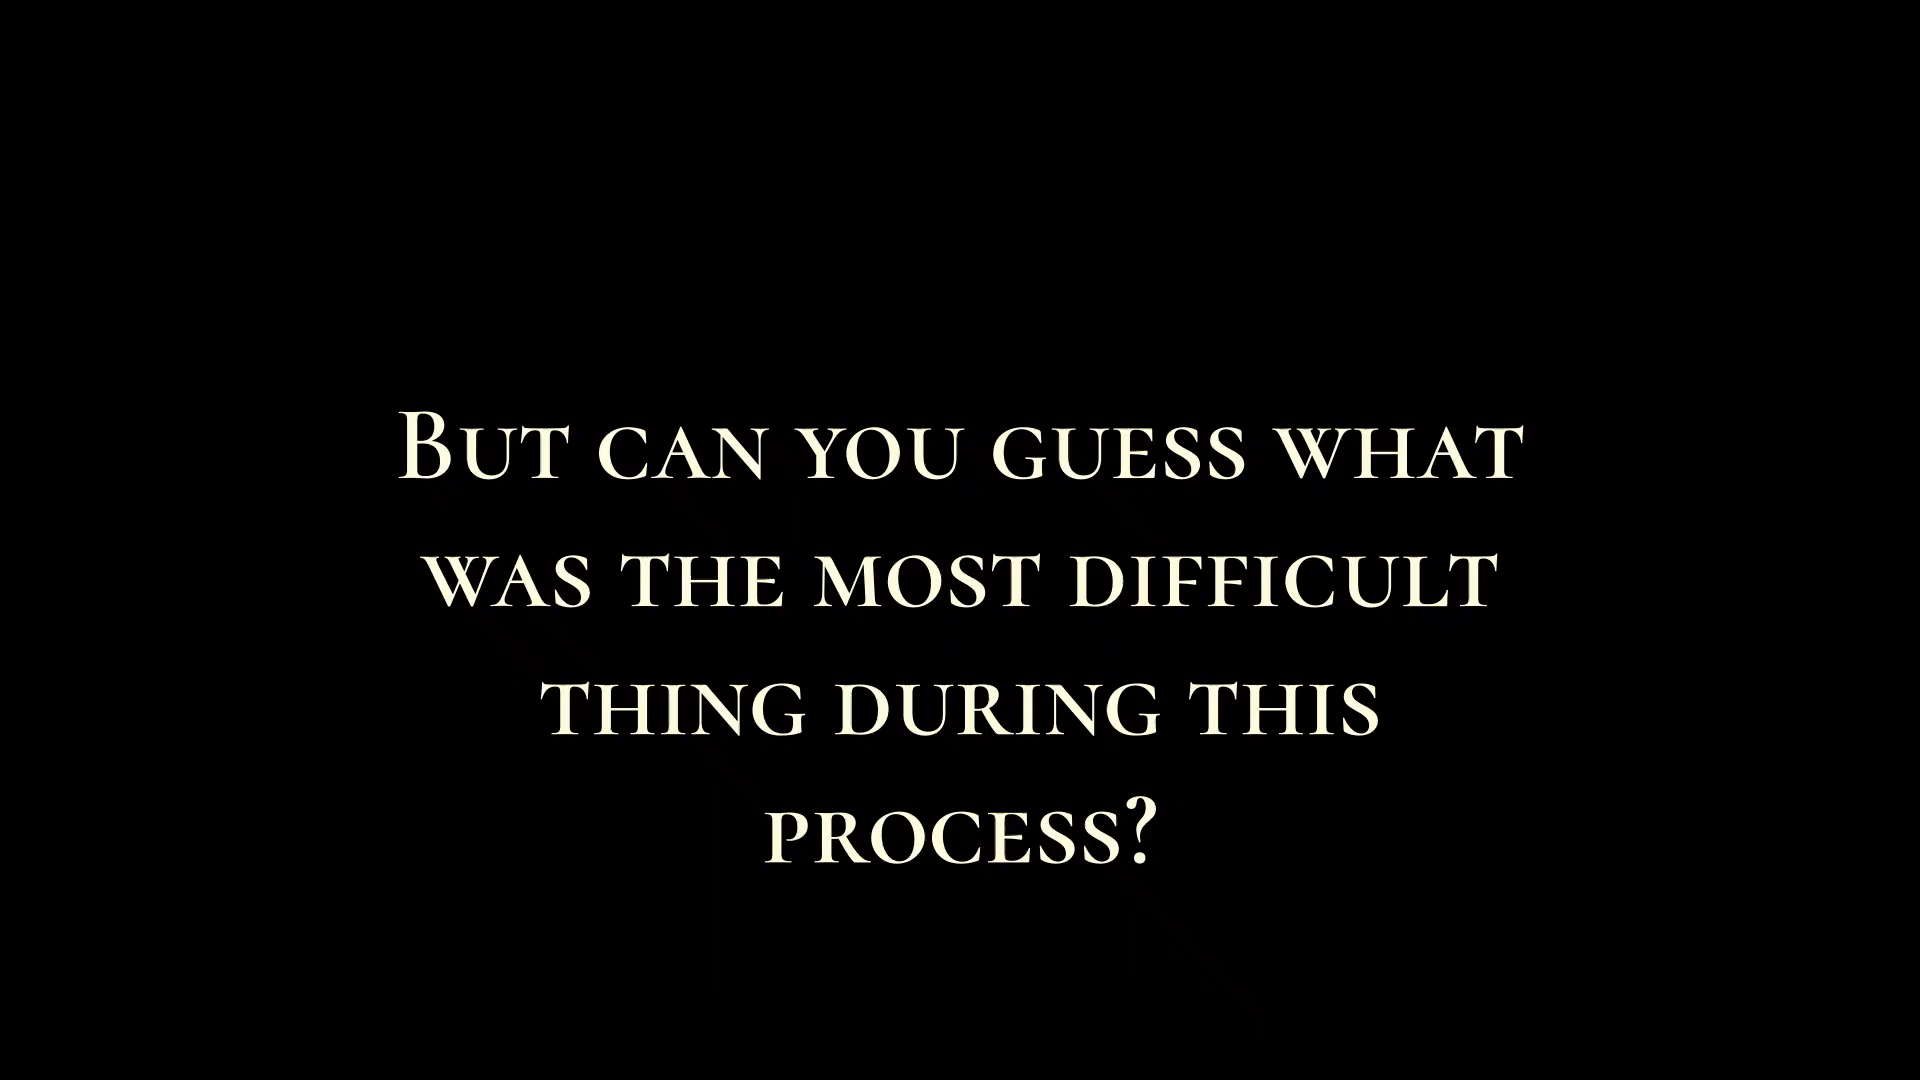 But can you guess what
was the most difficult
thing during this
process?